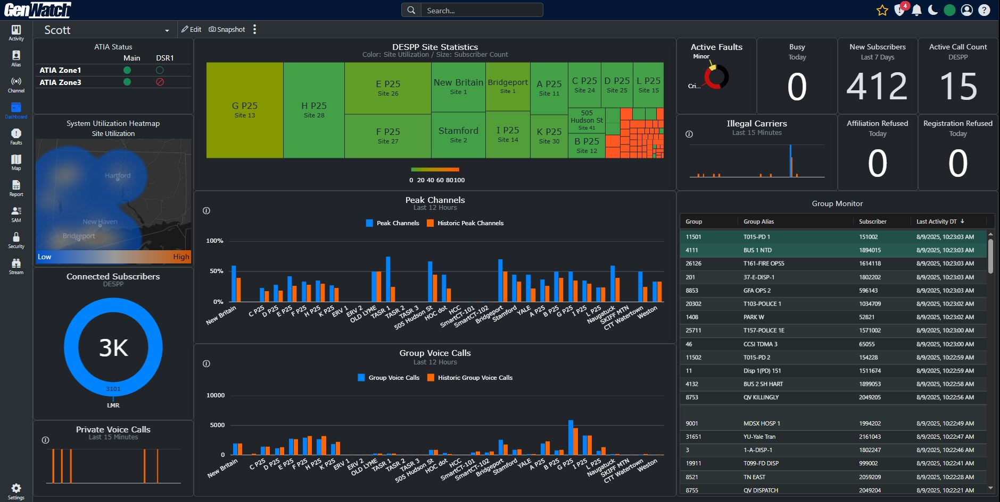 GenWatch
Search...
4
?
Activity
Alias
Channel
Dashboard
Faults
Map
Report
SAM
Security
Stream
Settings
Scott
Edit
Snapshot
ATIA Status
Main DSR1
ATIA Zone1
ATIA Zone3
System Utilization Heatmap
Site Utilization
Hartford
New Haven
Bridgeport
Low High
Connected Subscribers
DESPP
3K
3101
LMR
Private Voice Calls
Last 15 Minutes
DESPP Site Statistics
Color: Site Utilization / Size: Subscriber Count
G P25
Site 13
H P25
Site 28
E P25
Site 26
F P25
Site 27
New Britain
Site 1
Stamford
Site 2
Bridgeport
Site 1
I P25
Site 14
A P25
Site 11
K P25
Site 30
C P25
Site 24
D P25
Site 25
L P25
Site 15
505
Hudson St
Site 41
B P25
Site 12
0 20 40 60 80 100
Peak Channels
Last 12 Hours
Peak Channels Historic Peak Channels
100%
50%
0%
New Britain
C P25
D P25
E P25
F P25
H P25
K P25
ERV 1
ERV 2
OLD LYME
TASR 1
TASR 2
TASR 3
505 Hudson St
HOC dot
HCC
SmartCT-101
SmartCT-102
Bridgeport
Stamford
YALE
A P25
B P25
G P25
I P25
L P25
Naugatuck
SKIFF MTN
CTT Watertown
Weston
Group Voice Calls
Last 12 Hours
Group Voice Calls Historic Group Voice Calls
10000
5000
0
New Britain
C P25
D P25
E P25
F P25
H P25
K P25
ERV 1
ERV 2
OLD LYME
TASR 1
TASR 2
TASR 3
505 Hudson St
HOC dot
HCC
SmartCT-101
SmartCT-102
Bridgeport
Stamford
YALE
A P25
B P25
G P25
I P25
L P25
Naugatuck
SKIFF MTN
CTT Watertown
Weston
Active Faults
Minor
Cri...
Busy
Today
0
New Subscribers
Last 7 Days
412
Active Call Count
DESPP
15
Illegal Carriers
Last 15 Minutes
Affiliation Refused
Today
0
Registration Refused
Today
0
Group Monitor
Group Group Alias Subscriber Last Activity DT ↓
11501 T015-PD 1 151002 8/9/2025, 10:23:03 AM
4111 BUS 1 NTD 1894015 8/9/2025, 10:23:03 AM
26126 T161-FIRE OPS5 1614118 8/9/2025, 10:23:03 AM
201 37-E-DISP-1 1802202 8/9/2025, 10:23:03 AM
8853 GFA OPS 2 596143 8/9/2025, 10:23:03 AM
20302 T103-POLICE 1 1034709 8/9/2025, 10:23:02 AM
1408 PARK W 52821 8/9/2025, 10:23:02 AM
25711 T157-POLICE 1E 1571002 8/9/2025, 10:23:00 AM
46 CCSI TDMA 3 65055 8/9/2025, 10:23:00 AM
11502 T015-PD 2 154228 8/9/2025, 10:22:59 AM
11 Disp 1(PD) 151 1511674 8/9/2025, 10:22:59 AM
4132 BUS 2 SH HART 1899053 8/9/2025, 10:22:58 AM
8753 QV KILLINGLY 2049205 8/9/2025, 10:22:56 AM
9001 MDSX HOSP 1 1994202 8/9/2025, 10:22:49 AM
31651 YU-Yale Tran 2161043 8/9/2025, 10:22:47 AM
3 1-A-DISP-1 1802247 8/9/2025, 10:22:46 AM
19911 T099-FD DISP 999002 8/9/2025, 10:22:41 AM
8521 TN EAST 2059209 8/9/2025, 10:22:28 AM
8755 QV DISPATCH 2049204 8/9/2025, 10:22:21 AM